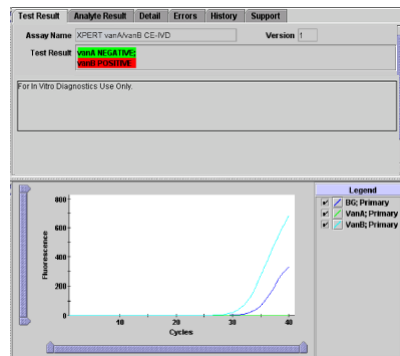 Test Result Analyte Result Detail Errors History Support
Assay Name XPERT vanA/vanB CE-IVD Version 1
Test Result vanA NEGATIVE;
vanB POSITIVE
For In Vitro Diagnostics Use Only.
Legend
BG; Primary
VanA; Primary
VanB; Primary
800
600
400
200
0
Fluorescence
10 20 30 40
Cycles